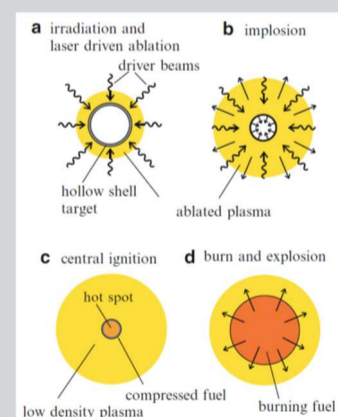 a irradiation and
laser driven ablation
driver beams
hollow shell
target
b implosion
ablated plasma
c central ignition
hot spot
compressed fuel
low density plasma
d burn and explosion
burning fuel